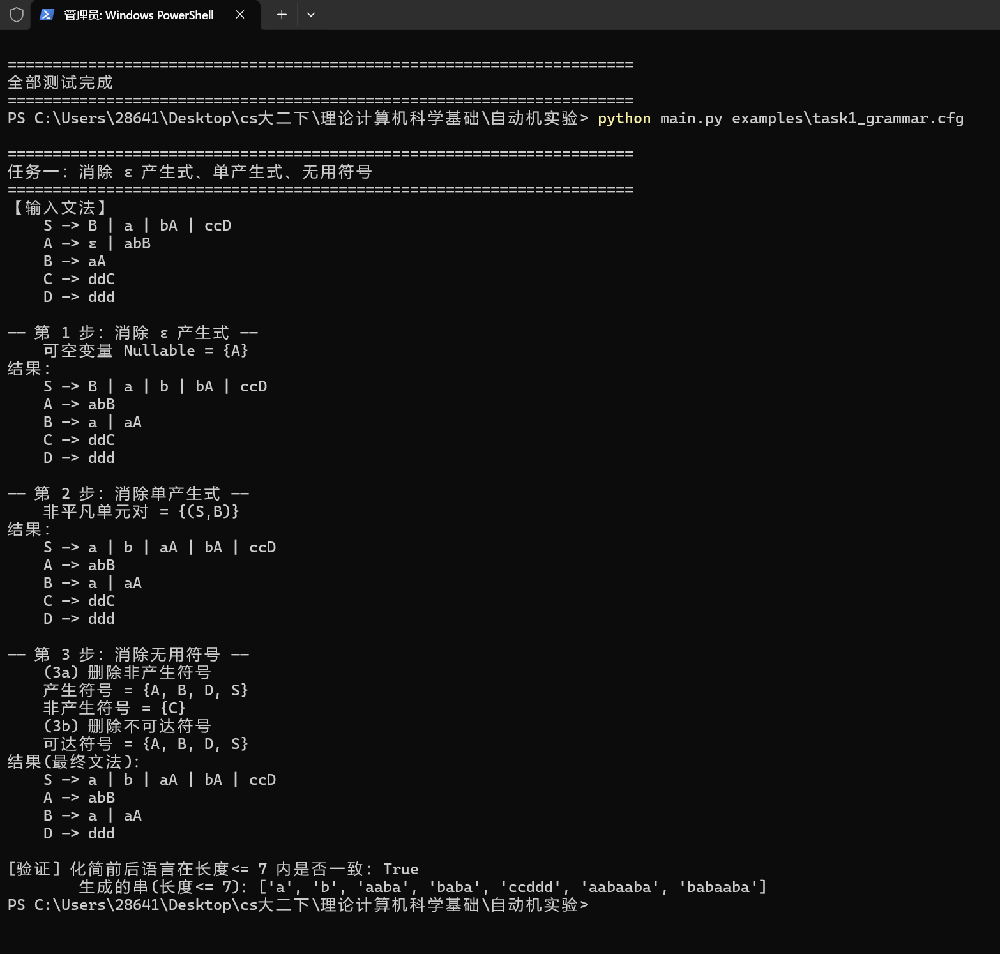 管理员: Windows PowerShell
======================================================================
全部测试完成
======================================================================
PS C:\Users\28641\Desktop\cs大二下\理论计算机科学基础\自动机实验> python main.py examples\task1_grammar.cfg
======================================================================
任务一: 消除 ε 产生式、单产生式、无用符号
======================================================================
【输入文法】
S -> B | a | bA | ccD
A -> ε | abB
B -> aA
C -> ddC
D -> ddd
── 第 1 步: 消除 ε 产生式 ──
可空变量 Nullable = {A}
结果:
S -> B | a | b | bA | ccD
A -> abB
B -> a | aA
C -> ddC
D -> ddd
── 第 2 步: 消除单产生式 ──
非平凡单元对 = {(S,B)}
结果:
S -> a | b | aA | bA | ccD
A -> abB
B -> a | aA
C -> ddC
D -> ddd
── 第 3 步: 消除无用符号 ──
(3a) 删除非产生符号
产生符号 = {A, B, D, S}
非产生符号 = {C}
(3b) 删除不可达符号
可达符号 = {A, B, D, S}
结果(最终文法):
S -> a | b | aA | bA | ccD
A -> abB
B -> a | aA
D -> ddd
[验证] 化简前后语言在长度<= 7 内是否一致: True
生成的串(长度<= 7): ['a', 'b', 'aaba', 'baba', 'ccddd', 'aabaaba', 'babaaba']
PS C:\Users\28641\Desktop\cs大二下\理论计算机科学基础\自动机实验>